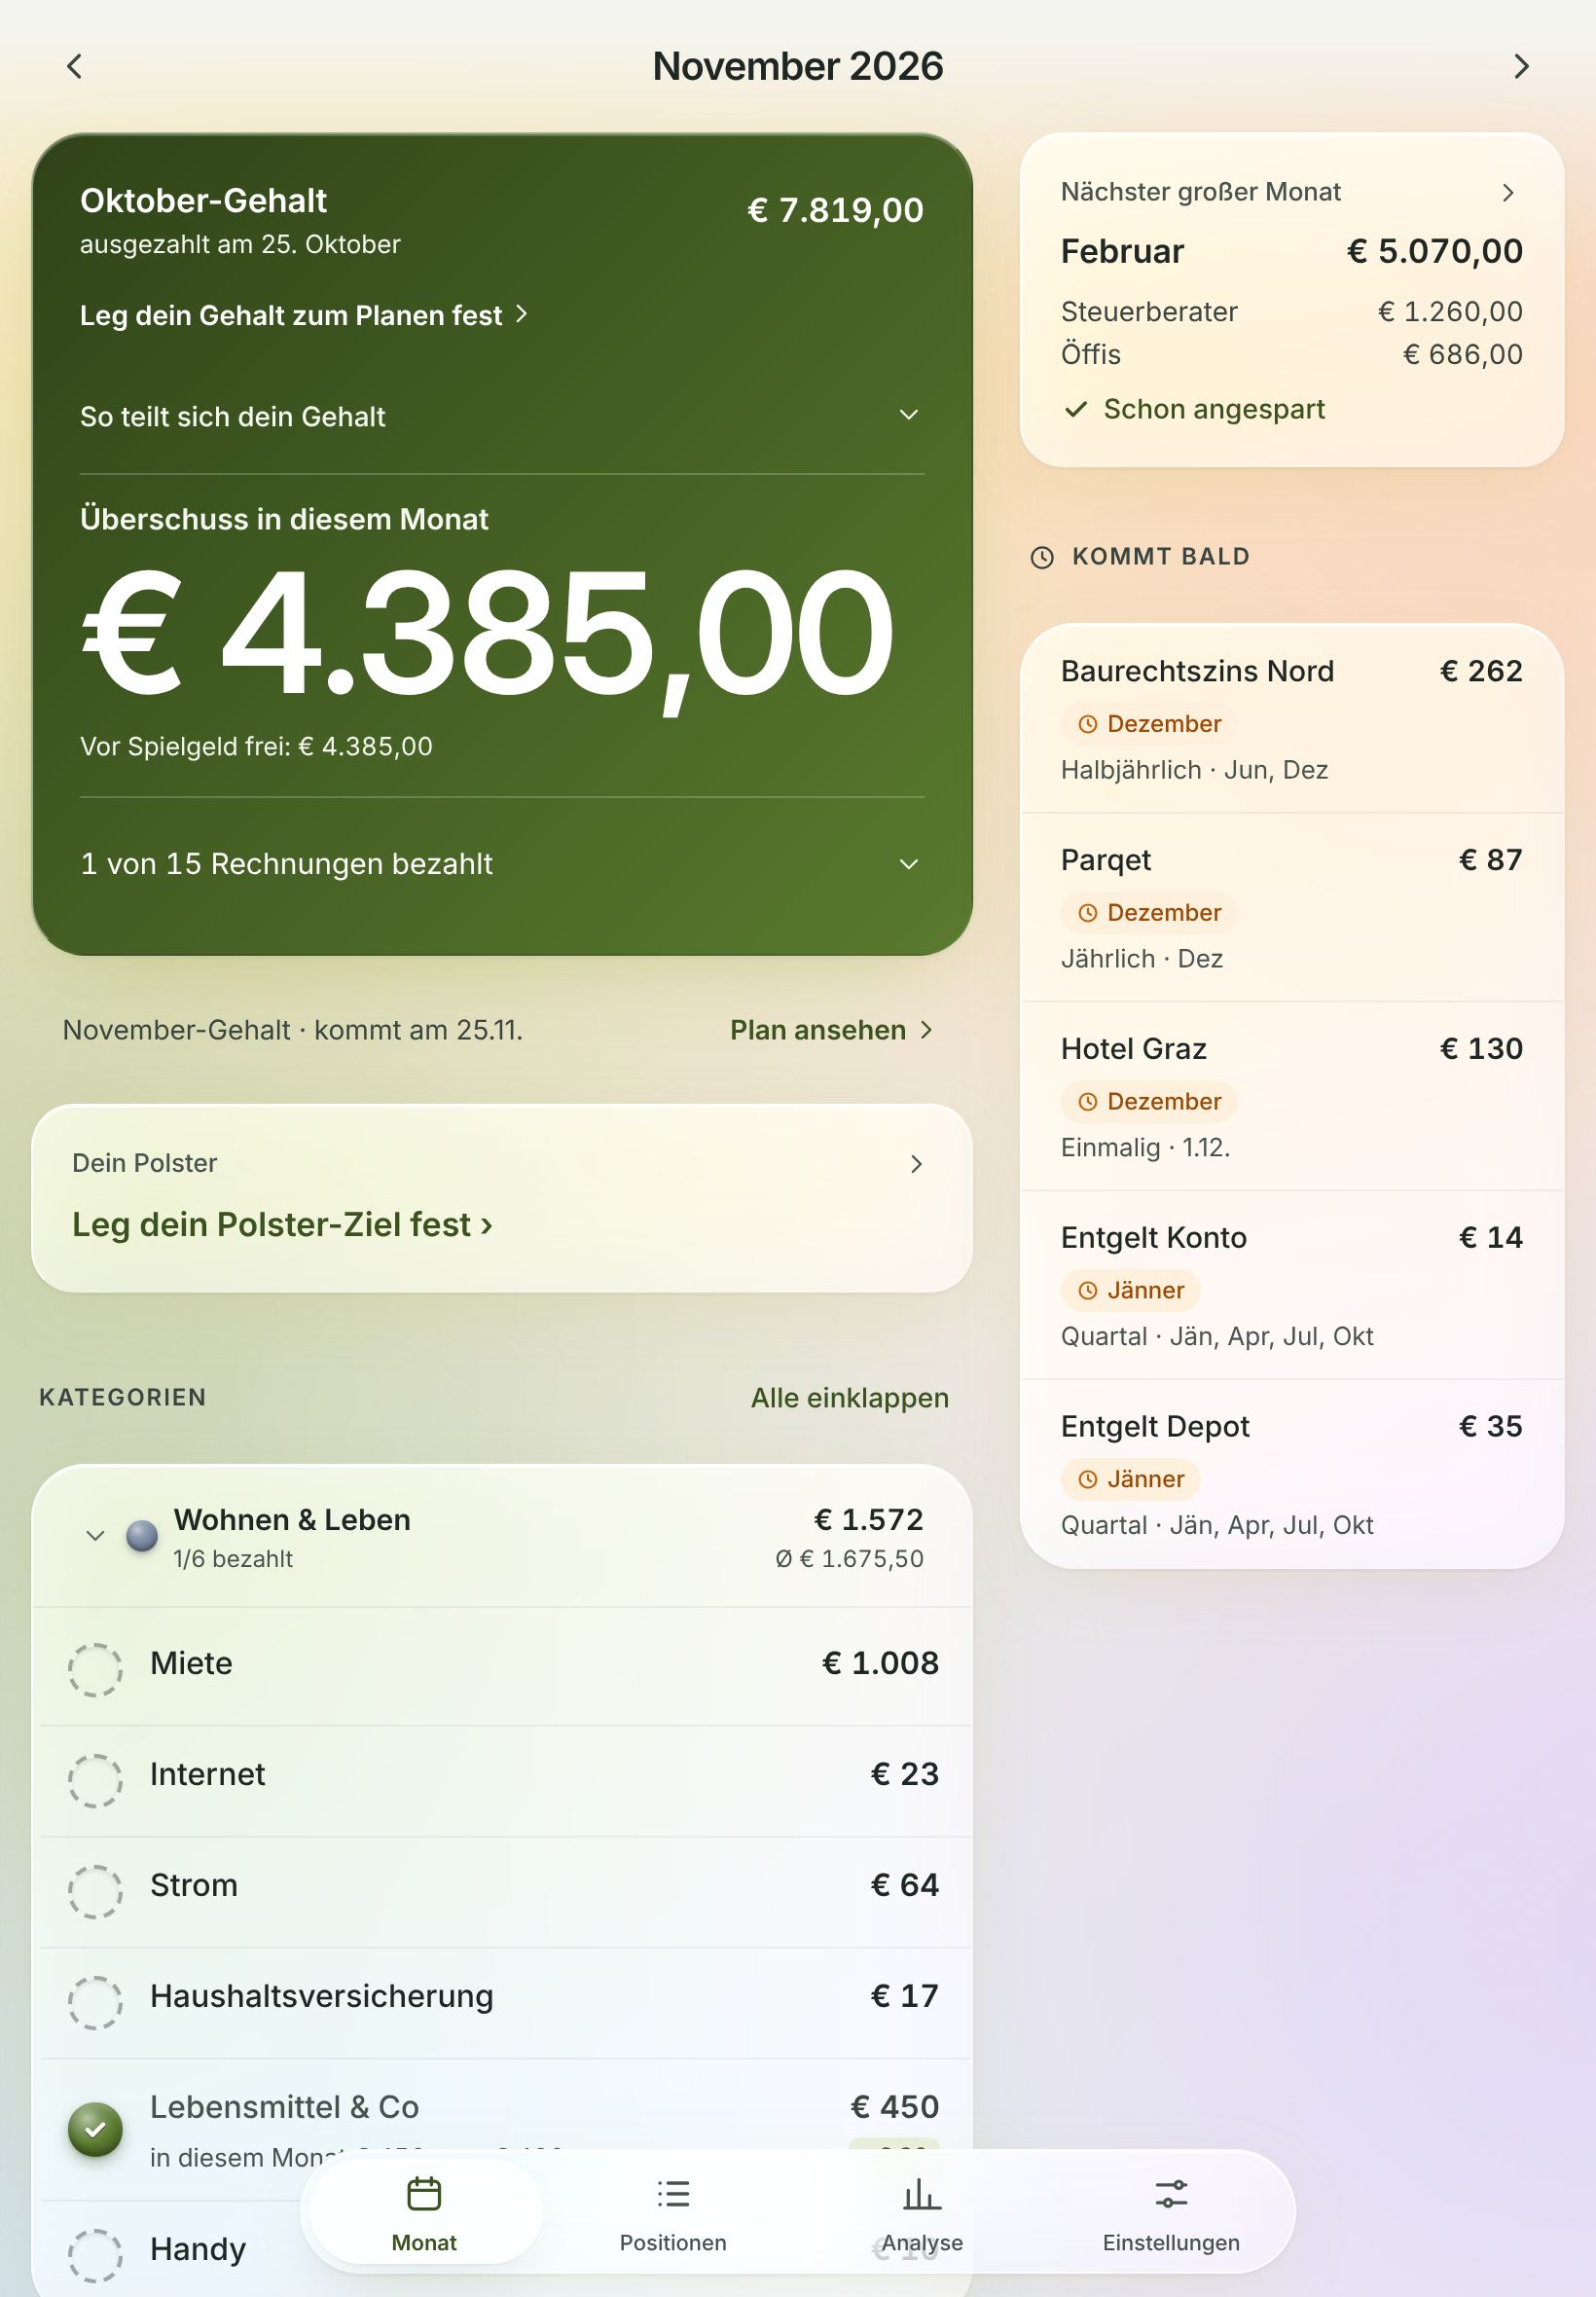 November 2026
Oktober-Gehalt
€ 7.819,00
ausgezahlt am 25. Oktober
Leg dein Gehalt zum Planen fest
So teilt sich dein Gehalt
Überschuss in diesem Monat
€ 4.385,00
Vor Spielgeld frei: € 4.385,00
1 von 15 Rechnungen bezahlt
November-Gehalt · kommt am 25.11.
Plan ansehen
Dein Polster
Leg dein Polster-Ziel fest ›
KATEGORIEN
Alle einklappen
Wohnen & Leben
€ 1.572
1/6 bezahlt
Ø € 1.675,50
Miete
€ 1.008
Internet
€ 23
Strom
€ 64
Haushaltsversicherung
€ 17
Lebensmittel & Co
€ 450
in diesem Monat
Handy
Nächster großer Monat
Februar
€ 5.070,00
Steuerberater
€ 1.260,00
Öffis
€ 686,00
Schon angespart
KOMMT BALD
Baurechtszins Nord
€ 262
Dezember
Halbjährlich · Jun, Dez
Parqet
€ 87
Dezember
Jährlich · Dez
Hotel Graz
€ 130
Dezember
Einmalig · 1.12.
Entgelt Konto
€ 14
Jänner
Quartal · Jän, Apr, Jul, Okt
Entgelt Depot
€ 35
Jänner
Quartal · Jän, Apr, Jul, Okt
Monat
Positionen
Analyse
Einstellungen